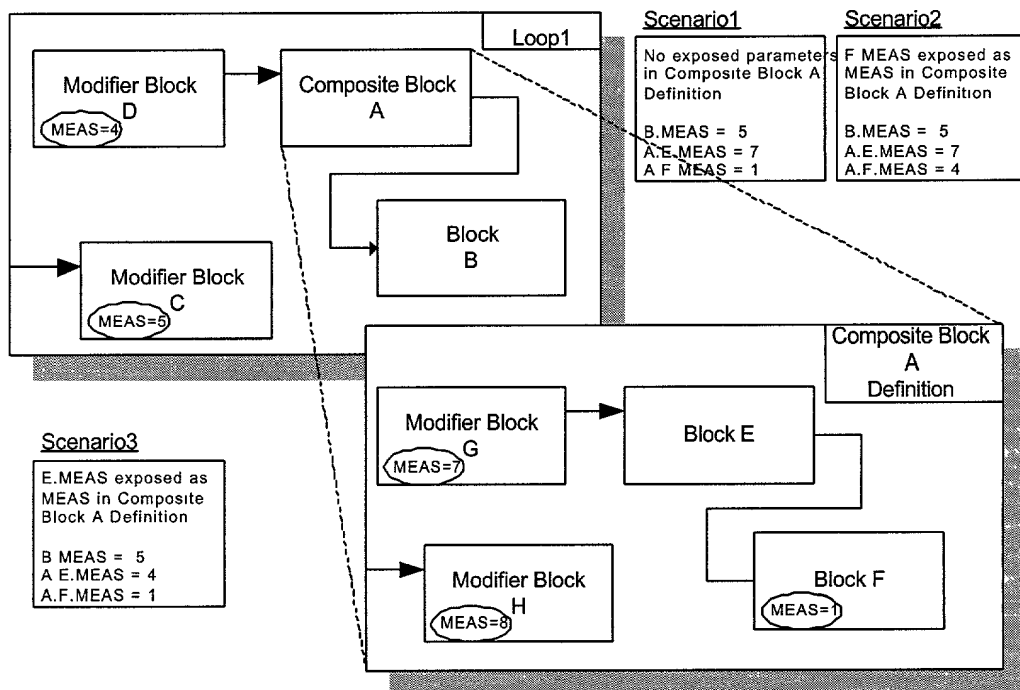 Loop1
Modifier Block
D
MEAS=4
Composite Block
A
Block
B
Modifier Block
C
MEAS=5
Scenario1
No exposed parameters
in Composite Block A
Definition
B.MEAS = 5
A.E.MEAS = 7
A F MEAS = 1
Scenario2
F MEAS exposed as
MEAS in Composite
Block A Definition
B.MEAS = 5
A.E.MEAS = 7
A.F.MEAS = 4
Composite Block
A
Definition
Modifier Block
G
MEAS=7
Block E
Modifier Block
H
MEAS=8
Block F
MEAS=1
Scenario3
E.MEAS exposed as
MEAS in Composite
Block A Definition
B MEAS = 5
A E.MEAS = 4
A.F.MEAS = 1